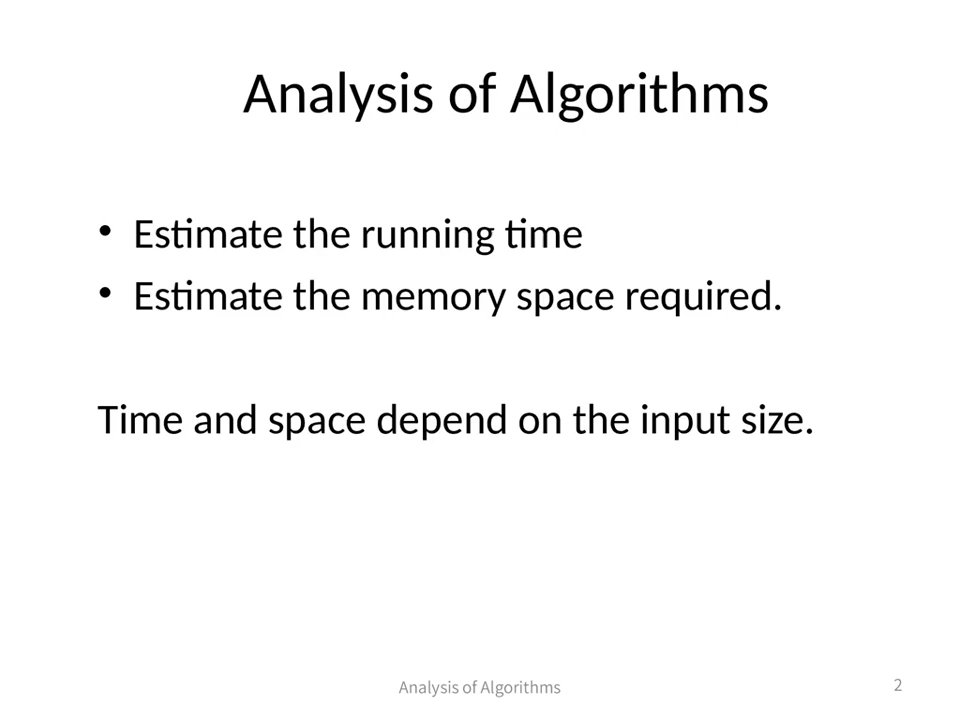 Analysis of Algorithms
• Estimate the running time
• Estimate the memory space required.
Time and space depend on the input size.
Analysis of Algorithms
2